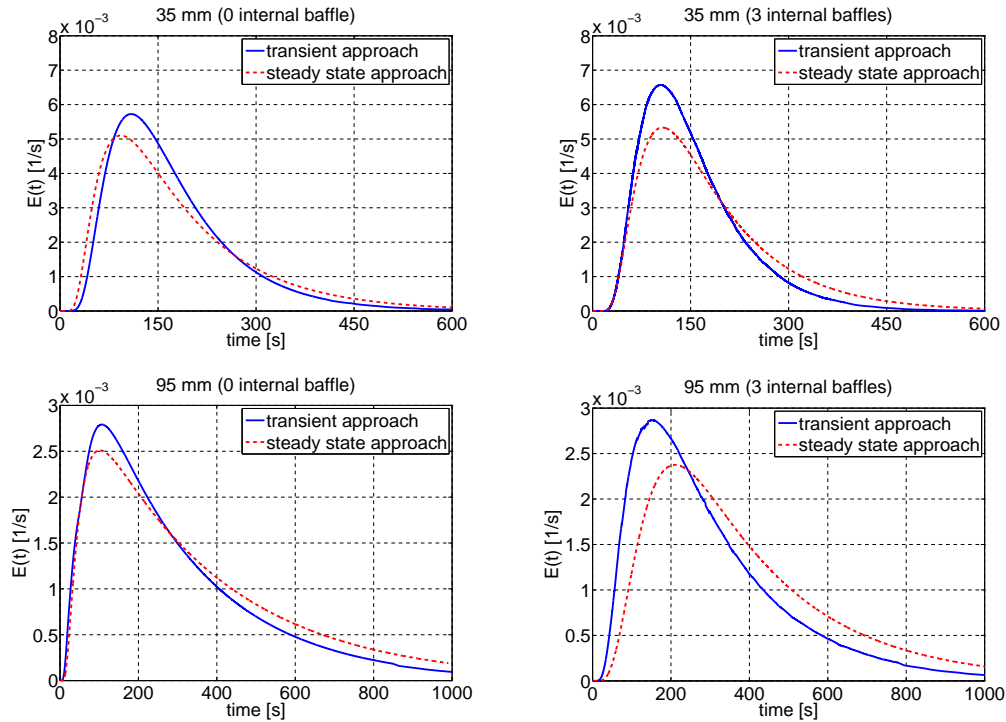 35 mm (0 internal baffle)
x 10⁻³
8
7
6
5
4
3
2
1
0
E(t) [1/s]
transient approach
steady state approach
0 150 300 450 600
time [s]
35 mm (3 internal baffles)
x 10⁻³
8
7
6
5
4
3
2
1
0
E(t) [1/s]
transient approach
steady state approach
0 150 300 450 600
time [s]
95 mm (0 internal baffle)
x 10⁻³
3
2.5
2
1.5
1
0.5
0
E(t) [1/s]
transient approach
steady state approach
0 200 400 600 800 1000
time [s]
95 mm (3 internal baffles)
x 10⁻³
3
2.5
2
1.5
1
0.5
0
E(t) [1/s]
transient approach
steady state approach
0 200 400 600 800 1000
time [s]